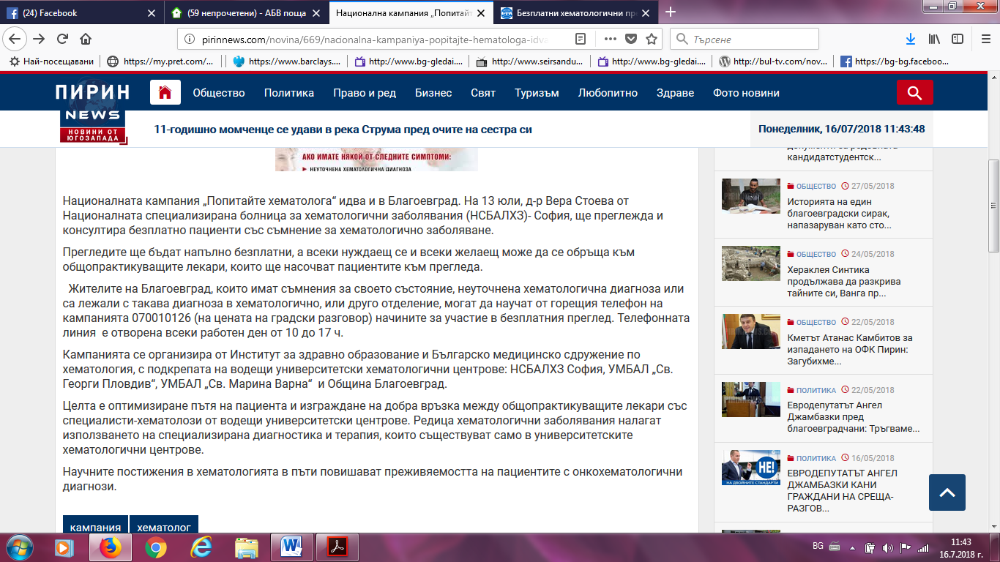 (24) Facebook
(59 непрочетени) - АБВ поща
Национална кампания „Попитайт
Безплатни хематологични пр
pirinnews.com/novina/669/nacionalna-kampaniya-popitajte-hematologa-idva
Търсене
Най-посещавани
https://my.pret.com/...
https://www.barclays....
https://www.bg-gledai....
http://www.seirsandu...
http://www.bg-gledai....
http://bul-tv.com/nov...
https://bg-bg.faceboo...
ПИРИН
NEWS
НОВИНИ ОТ
ЮГОЗАПАДА
Общество
Политика
Право и ред
Бизнес
Свят
Туризъм
Любопитно
Здраве
Фото новини
11-годишно момченце се удави в река Струма пред очите на сестра си
Понеделник, 16/07/2018 11:43:48
АКО ИМАТЕ НЯКОЙ ОТ СЛЕДНИТЕ СИМПТОМИ:
НЕУТОЧНЕНА ХЕМАТОЛОГИЧНА ДИАГНОЗА
Националната кампания „Попитайте хематолога“ идва и в Благоевград. На 13 юли, д-р Вера Стоева от
Националната специализирана болница за хематологични заболявания (НСБАЛХЗ)- София, ще преглежда и
консултира безплатно пациенти със съмнение за хематологично заболяване.
Прегледите ще бъдат напълно безплатни, а всеки нуждаещ се и всеки желаещ може да се обръща към
общопрактикуващите лекари, които ще насочват пациентите към прегледа.
Жителите на Благоевград, които имат съмнения за своето състояние, неуточнена хематологична диагноза или
са лежали с такава диагноза в хематологично, или друго отделение, могат да научат от горещия телефон на
кампанията 070010126 (на цената на градски разговор) начините за участие в безплатния преглед. Телефонната
линия е отворена всеки работен ден от 10 до 17 ч.
Кампанията се организира от Институт за здравно образование и Българско медицинско сдружение по
хематология, с подкрепата на водещи университетски хематологични центрове: НСБАЛХЗ София, УМБАЛ „Св.
Георги Пловдив“, УМБАЛ „Св. Марина Варна“ и Община Благоевград.
Целта е оптимизиране пътя на пациента и изграждане на добра връзка между общопрактикуващите лекари със
специалисти-хематолози от водещи университетски центрове. Редица хематологични заболявания налагат
използването на специализирана диагностика и терапия, които съществуват само в университетските
хематологични центрове.
Научните постижения в хематологията в пъти повишават преживяемостта на пациентите с онкохематологични
диагнози.
кампания
хематолог
кандидатстудентск...
ОБЩЕСТВО 27/05/2018
Историята на един
благоевградски сирак,
напазаруван като сто...
ОБЩЕСТВО 24/05/2018
Хераклея Синтика
продължава да разкрива
тайните си, Ванга пр...
ОБЩЕСТВО 22/05/2018
Кметът Атанас Камбитов за
изпадането на ОФК Пирин:
Загубихме...
ПОЛИТИКА 22/05/2018
Евродепутатът Ангел
Джамбазки пред
благоевградчани: Тръгваме...
НЕ!
НА ДВОЙНИТЕ СТАНДАРТИ
ПОЛИТИКА 16/05/2018
ЕВРОДЕПУТАТЪТ АНГЕЛ
ДЖАМБАЗКИ КАНИ
ГРАЖДАНИ НА СРЕЩА-
РАЗГОВ...
BG
11:43
16.7.2018 г.